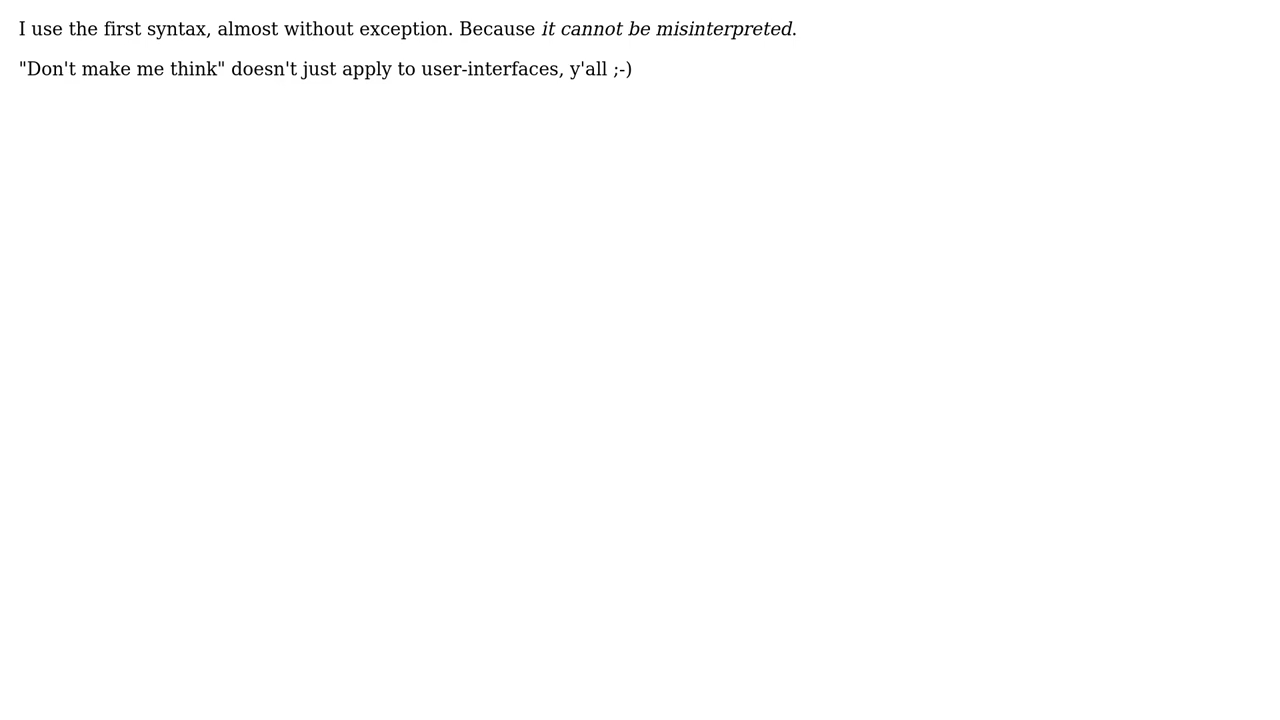 I use the first syntax, almost without exception. Because it cannot be misinterpreted.
"Don't make me think" doesn't just apply to user-interfaces, y'all ;-)